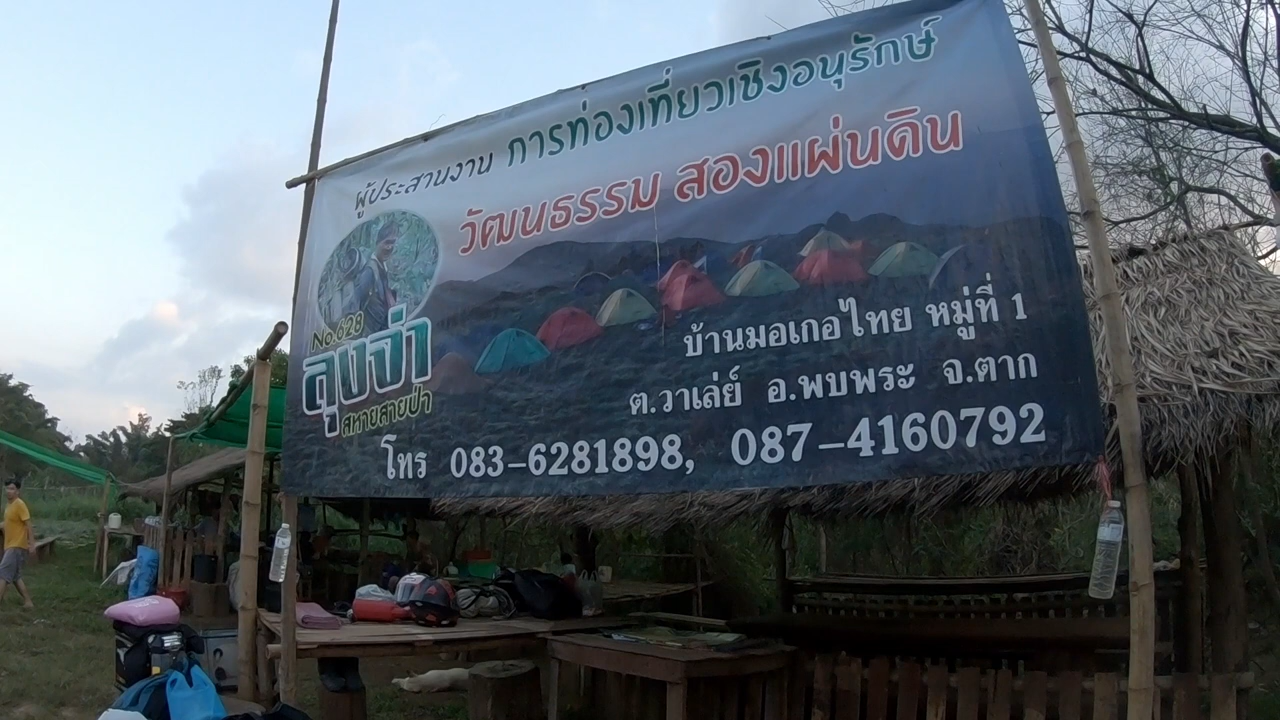 ผู้ประสานงาน การท่องเที่ยวเชิงอนุรักษ์
วัฒนธรรม สองแผ่นดิน
No.628
ลุงจ่า
สหายสายป่า
บ้านมอเกอไทย หมู่ที่ 1
ต.วาเล่ย์ อ.พบพระ จ.ตาก
โทร 083-6281898, 087-4160792